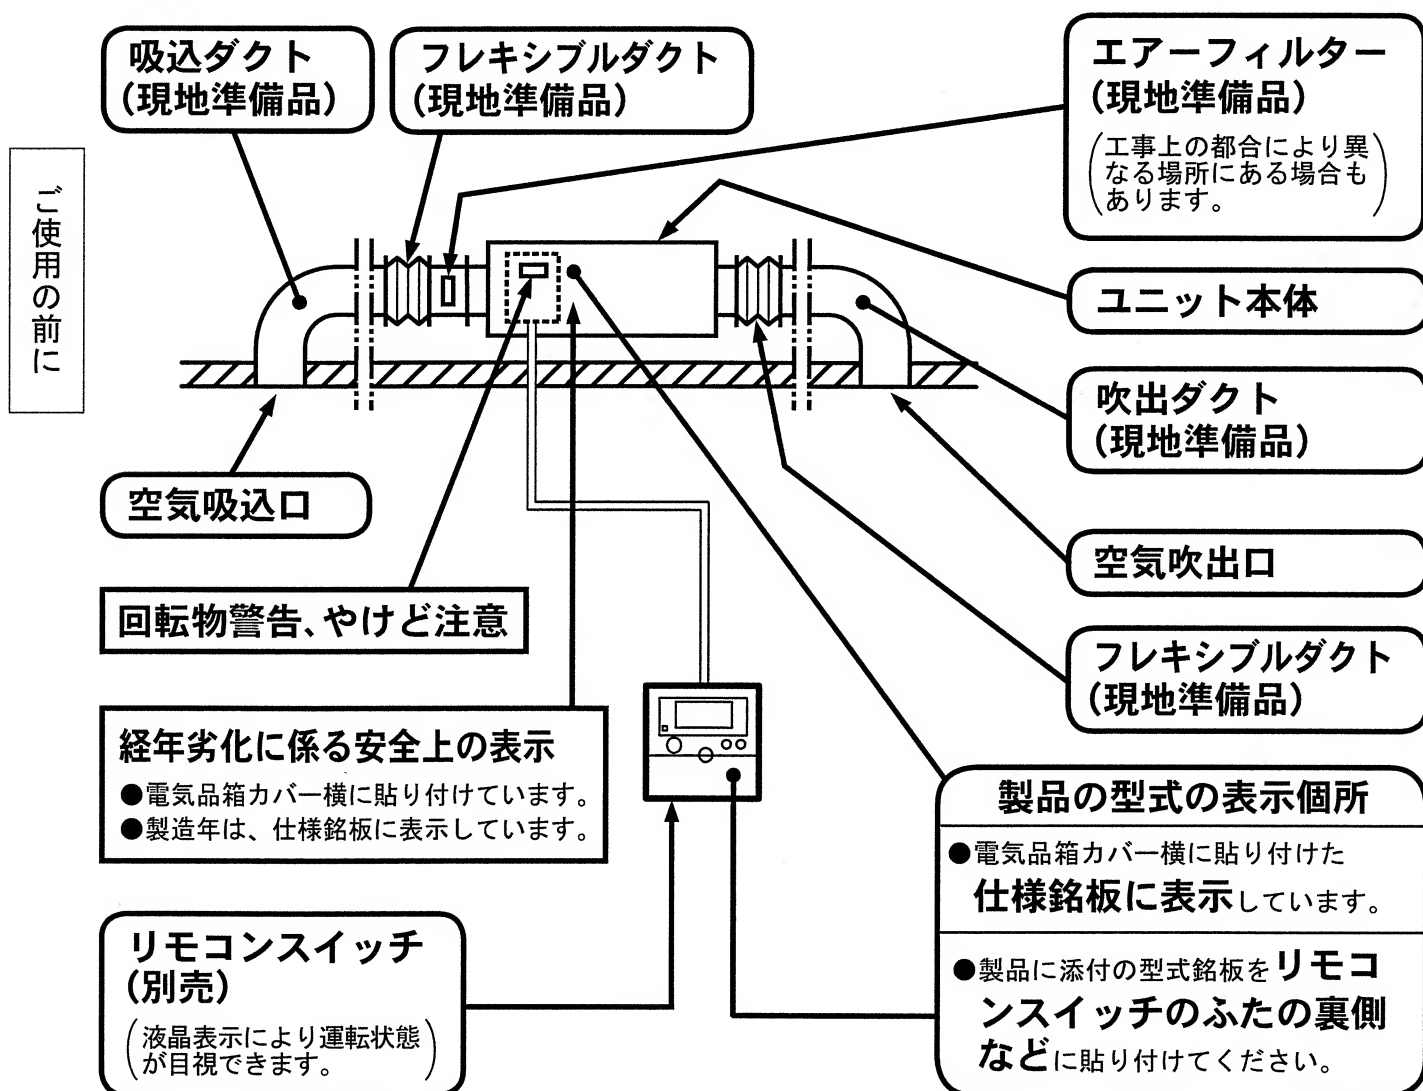 ご使用の前に
吸込ダクト
(現地準備品)
フレキシブルダクト
(現地準備品)
エアーフィルター
(現地準備品)
(工事上の都合により異
なる場所にある場合も
あります。)
ユニット本体
吹出ダクト
(現地準備品)
空気吸込口
空気吹出口
回転物警告、やけど注意
フレキシブルダクト
(現地準備品)
経年劣化に係る安全上の表示
●電気品箱カバー横に貼り付けています。
●製造年は、仕様銘板に表示しています。
製品の型式の表示個所
●電気品箱カバー横に貼り付けた
仕様銘板に表示しています。
●製品に添付の型式銘板をリモコ
ンスイッチのふたの裏側
などに貼り付けてください。
リモコンスイッチ
(別売)
(液晶表示により運転状態
が目視できます。)